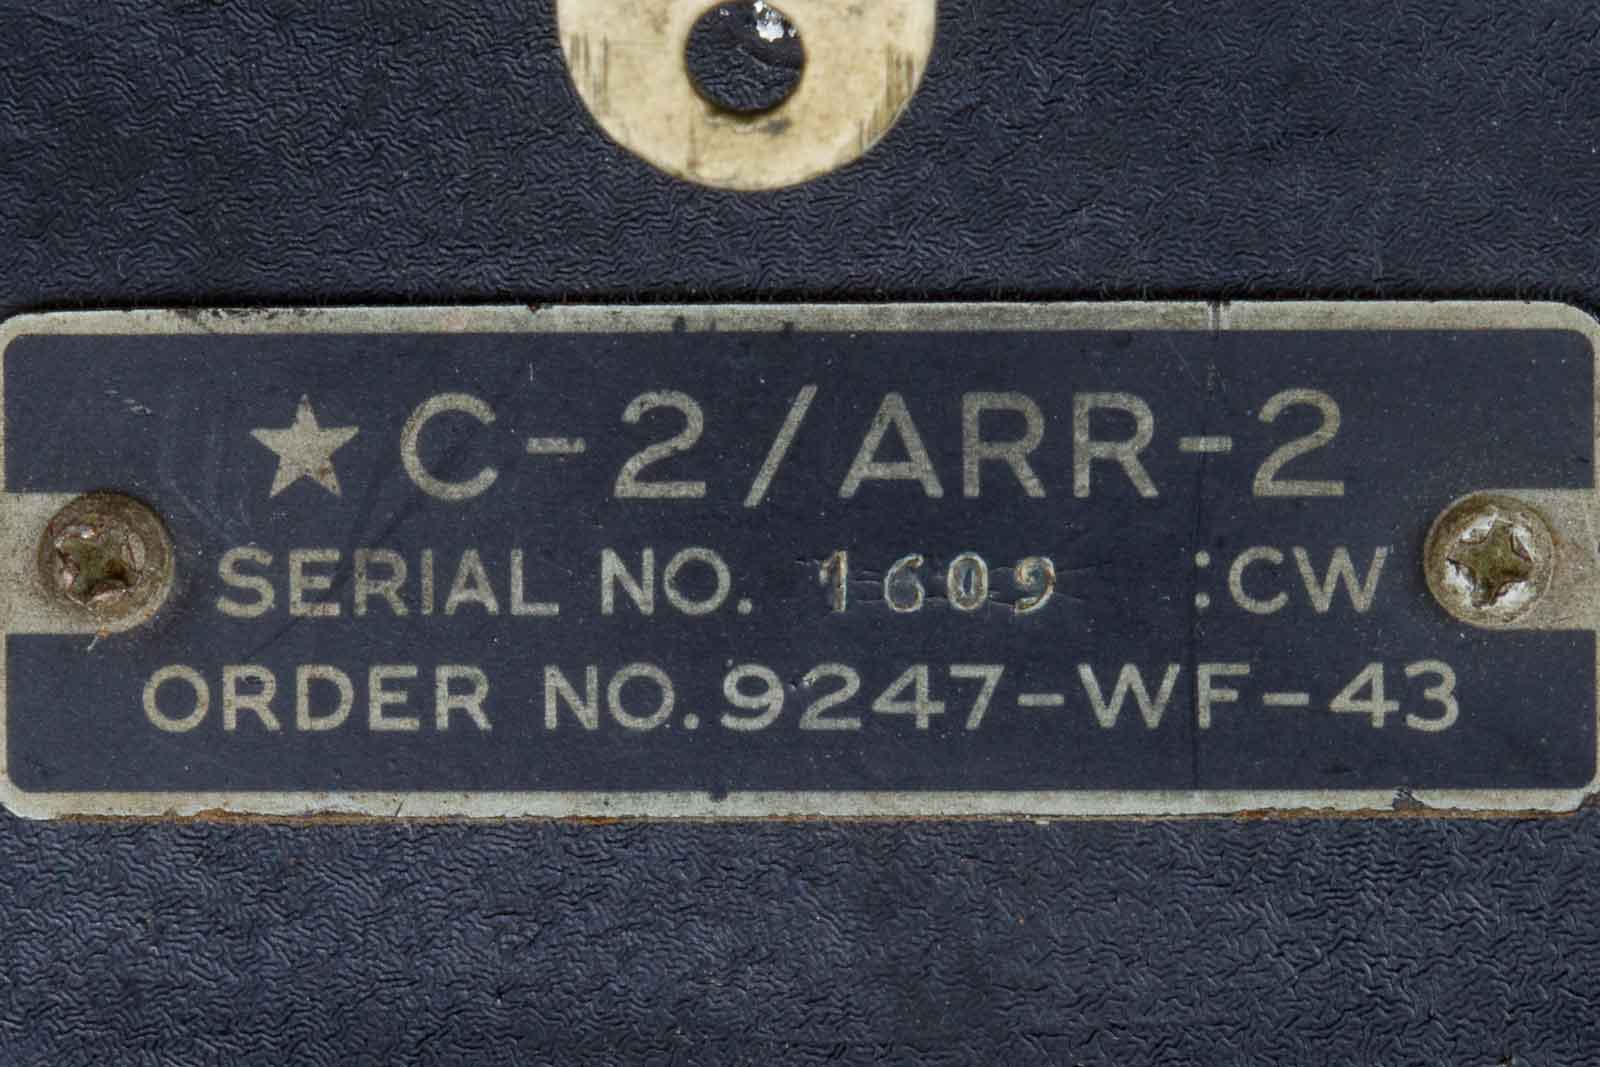 ★C-2/ARR-2
SERIAL NO. 1609 :CW
ORDER NO. 9247-WF-43